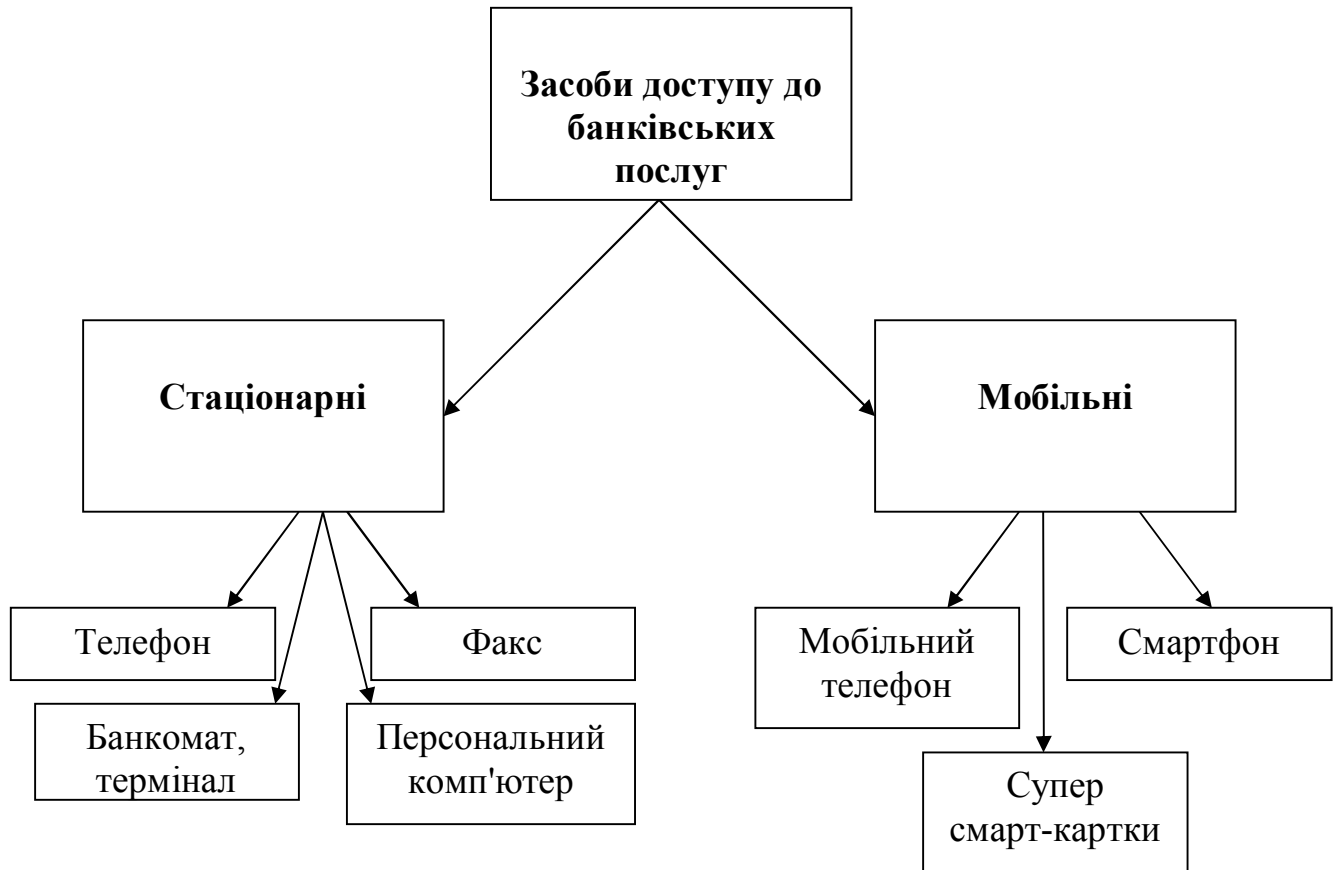 Засоби доступу до
банківських
послуг
Стаціонарні
Мобільні
Телефон
Факс
Мобільний
телефон
Смартфон
Банкомат,
термінал
Персональний
комп'ютер
Супер
смарт-картки